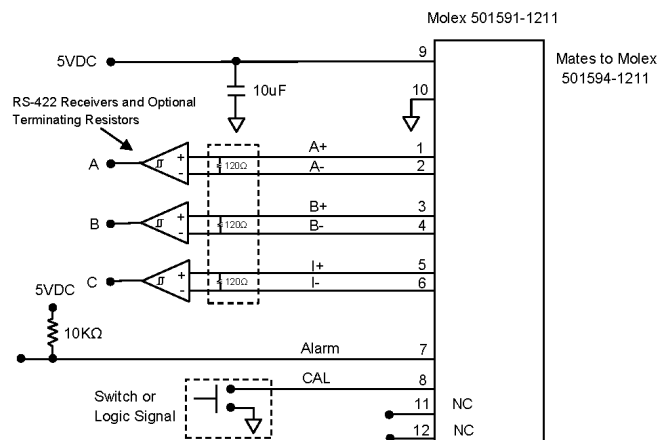 Molex 501591-1211
5VDC
9
Mates to Molex
501594-1211
10uF
10
RS-422 Receivers and Optional
Terminating Resistors
A
+
-
120Ω
A+
A-
1
2
B
+
-
120Ω
B+
B-
3
4
C
+
-
120Ω
I+
I-
5
6
5VDC
10KΩ
Alarm
7
CAL
8
Switch or
Logic Signal
11
NC
12
NC